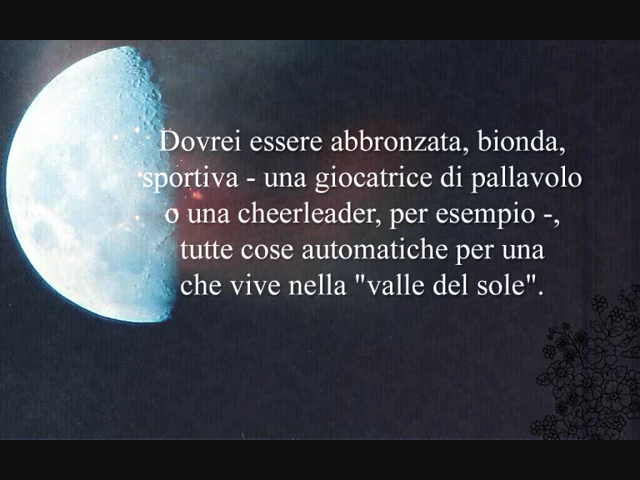 Dovrei essere abbronzata, bionda,
sportiva - una giocatrice di pallavolo
o una cheerleader, per esempio -,
tutte cose automatiche per una
che vive nella "valle del sole".